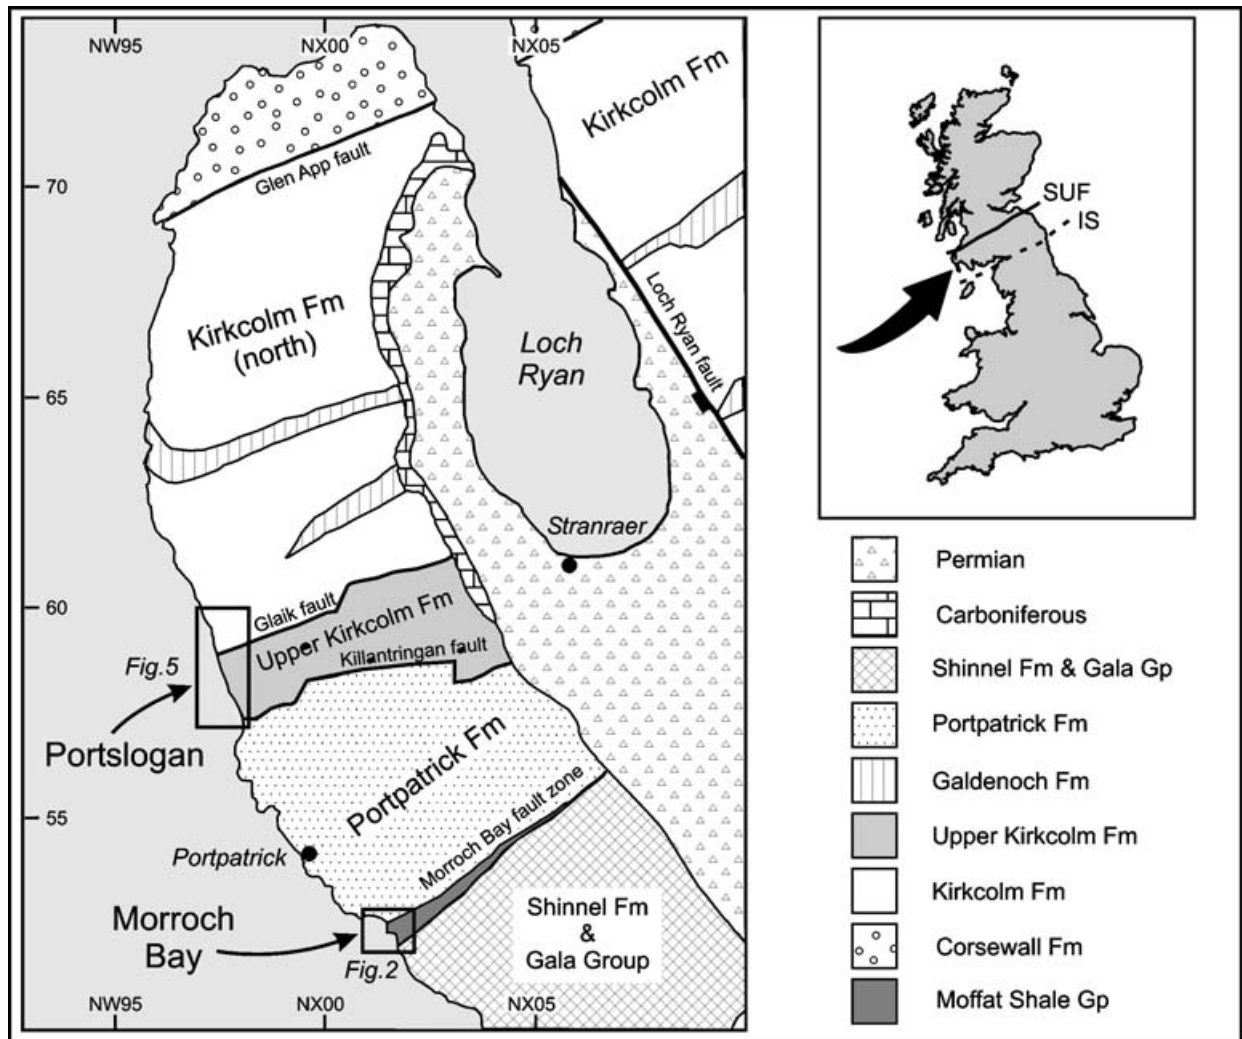 NW95
NX00
NX05
Kirkcolm Fm
Glen App fault
70
Kirkcolm Fm
(north)
Loch
Ryan
Loch Ryan fault
65
Stranraer
60
Glaik fault
Upper Kirkcolm Fm
Killantringan fault
Fig.5
Portslogan
Portpatrick Fm
55
Portpatrick
Morroch Bay fault zone
Morroch
Bay
Fig.2
Shinnel Fm
&
Gala Group
NW95
NX00
NX05
SUF
IS
Permian
Carboniferous
Shinnel Fm & Gala Gp
Portpatrick Fm
Galdenoch Fm
Upper Kirkcolm Fm
Kirkcolm Fm
Corsewall Fm
Moffat Shale Gp